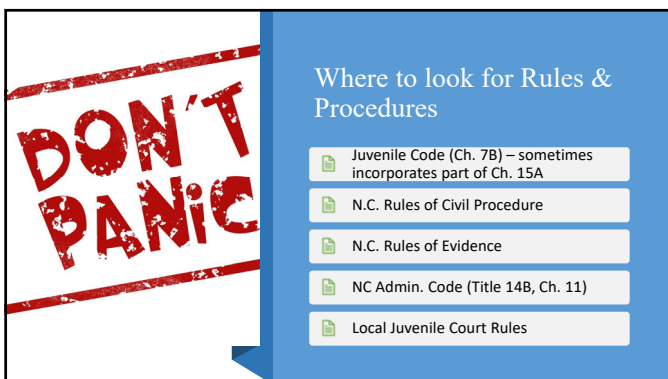 DON'T
PANiC
Where to look for Rules &
Procedures
Juvenile Code (Ch. 7B) – sometimes
incorporates part of Ch. 15A
N.C. Rules of Civil Procedure
N.C. Rules of Evidence
NC Admin. Code (Title 14B, Ch. 11)
Local Juvenile Court Rules